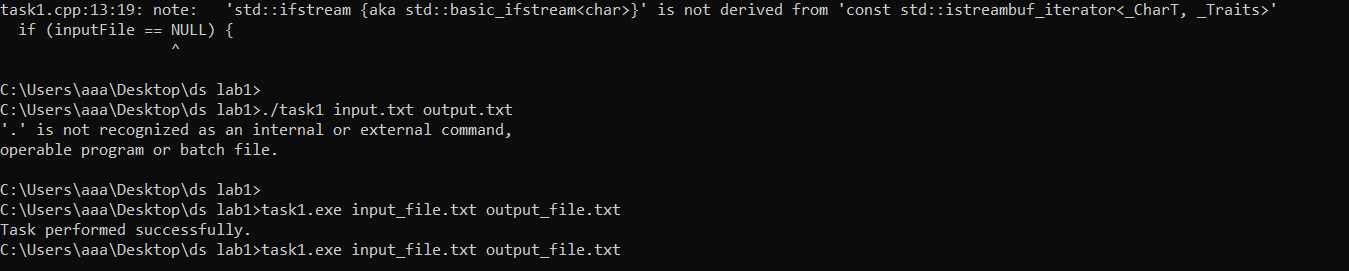 task1.cpp:13:19: note:   'std::ifstream {aka std::basic_ifstream<char>}' is not derived from 'const std::istreambuf_iterator<_CharT, _Traits>'
  if (inputFile == NULL) {
                   ^
C:\Users\aaa\Desktop\ds lab1>
C:\Users\aaa\Desktop\ds lab1>./task1 input.txt output.txt
'.' is not recognized as an internal or external command,
operable program or batch file.
C:\Users\aaa\Desktop\ds lab1>
C:\Users\aaa\Desktop\ds lab1>task1.exe input_file.txt output_file.txt
Task performed successfully.
C:\Users\aaa\Desktop\ds lab1>task1.exe input_file.txt output_file.txt